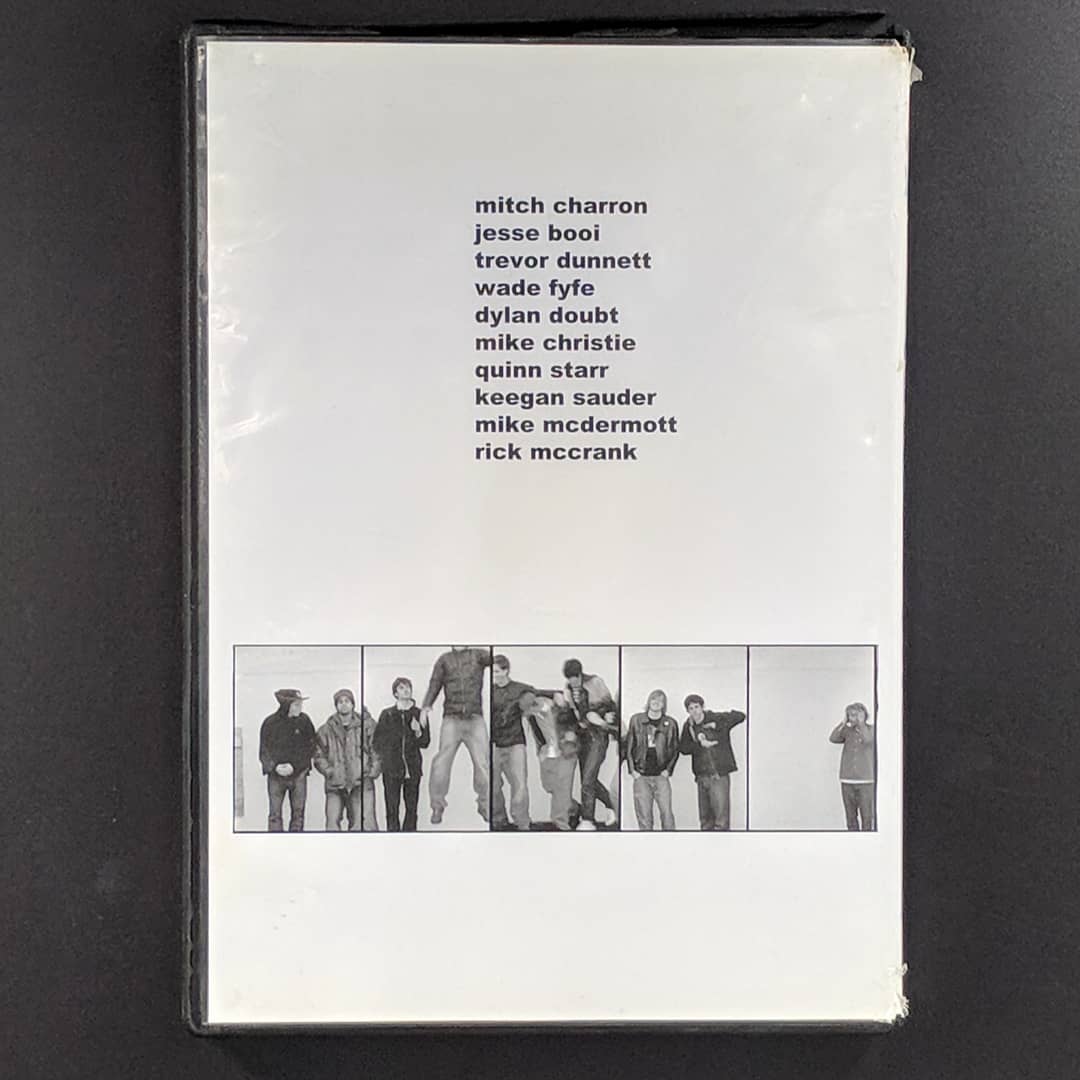 mitch charron
jesse booi
trevor dunnett
wade fyfe
dylan doubt
mike christie
quinn starr
keegan sauder
mike mcdermott
rick mccrank